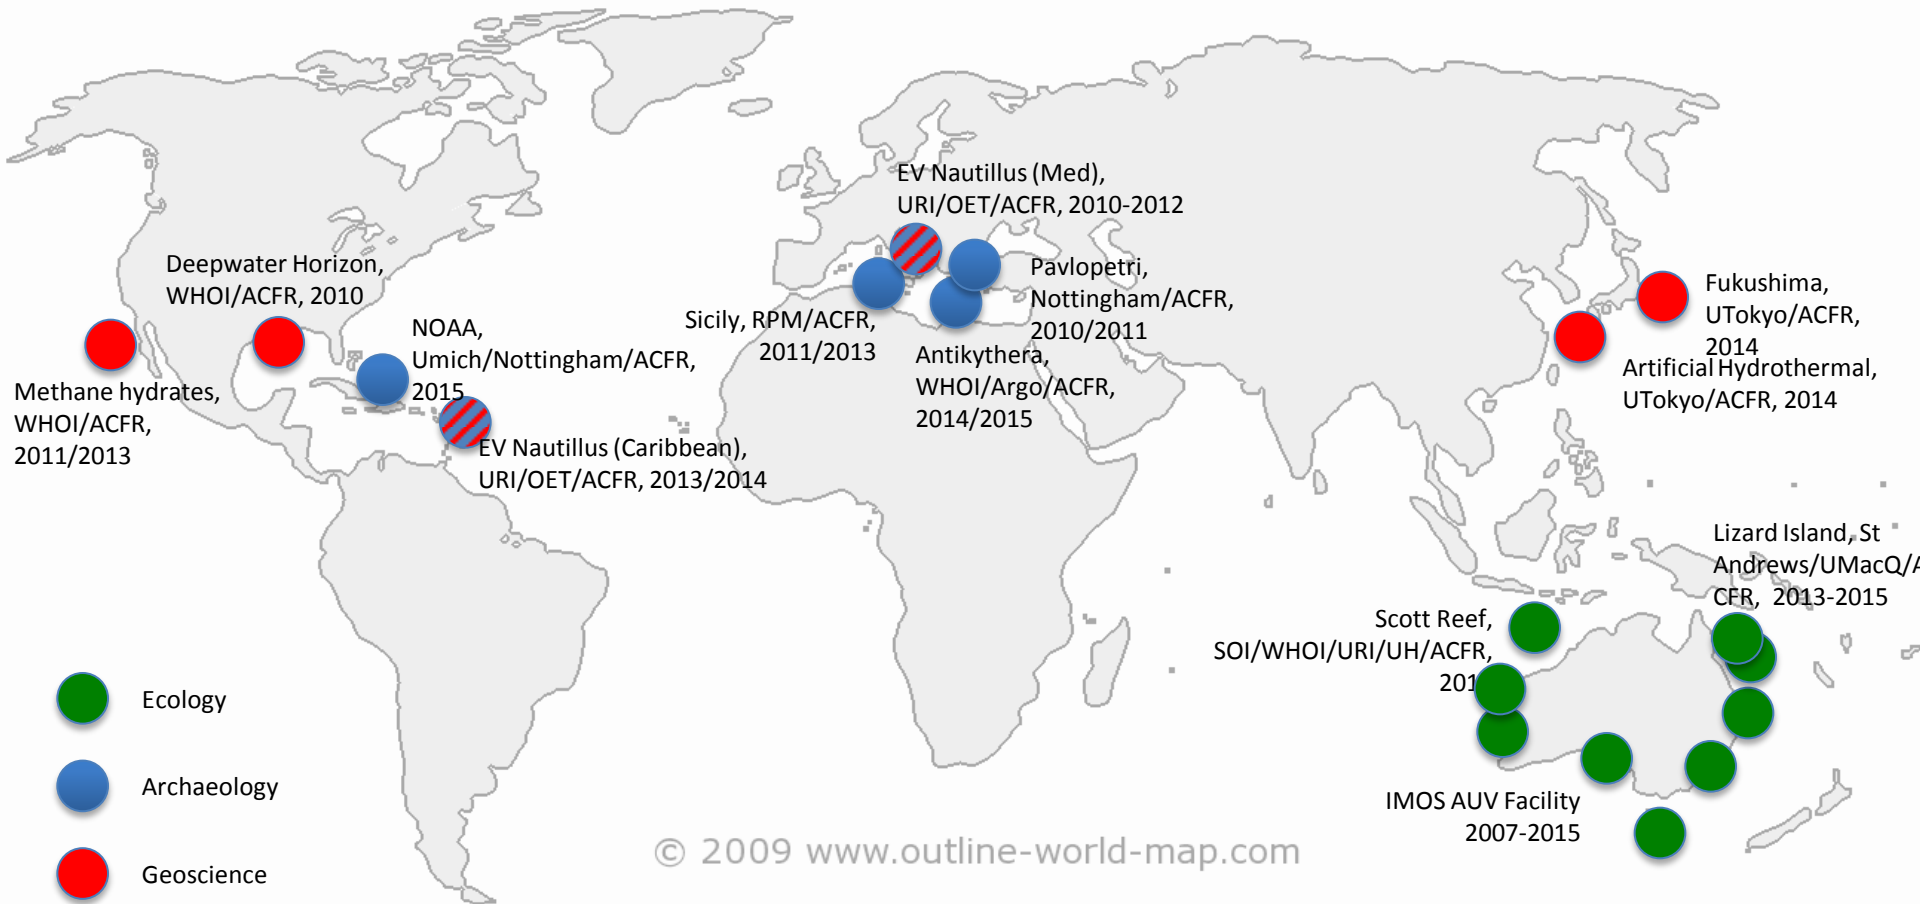 EV Nautillus (Med),
URI/OET/ACFR, 2010-2012
Deepwater Horizon,
WHOI/ACFR, 2010
NOAA,
Umich/Nottingham/ACFR,
2015
Methane hydrates,
WHOI/ACFR,
2011/2013
EV Nautillus (Caribbean),
URI/OET/ACFR, 2013/2014
Sicily, RPM/ACFR,
2011/2013
Pavlopetri,
Nottingham/ACFR,
2010/2011
Antikythera,
WHOI/Argo/ACFR,
2014/2015
Fukushima,
UTokyo/ACFR,
2014
Artificial Hydrothermal,
UTokyo/ACFR, 2014
Lizard Island, St
Andrews/UMacQ/A
CFR, 2013-2015
Scott Reef,
SOI/WHOI/URI/UH/ACFR,
IMOS AUV Facility
2007-2015
Ecology
Archaeology
Geoscience
© 2009 www.outline-world-map.com